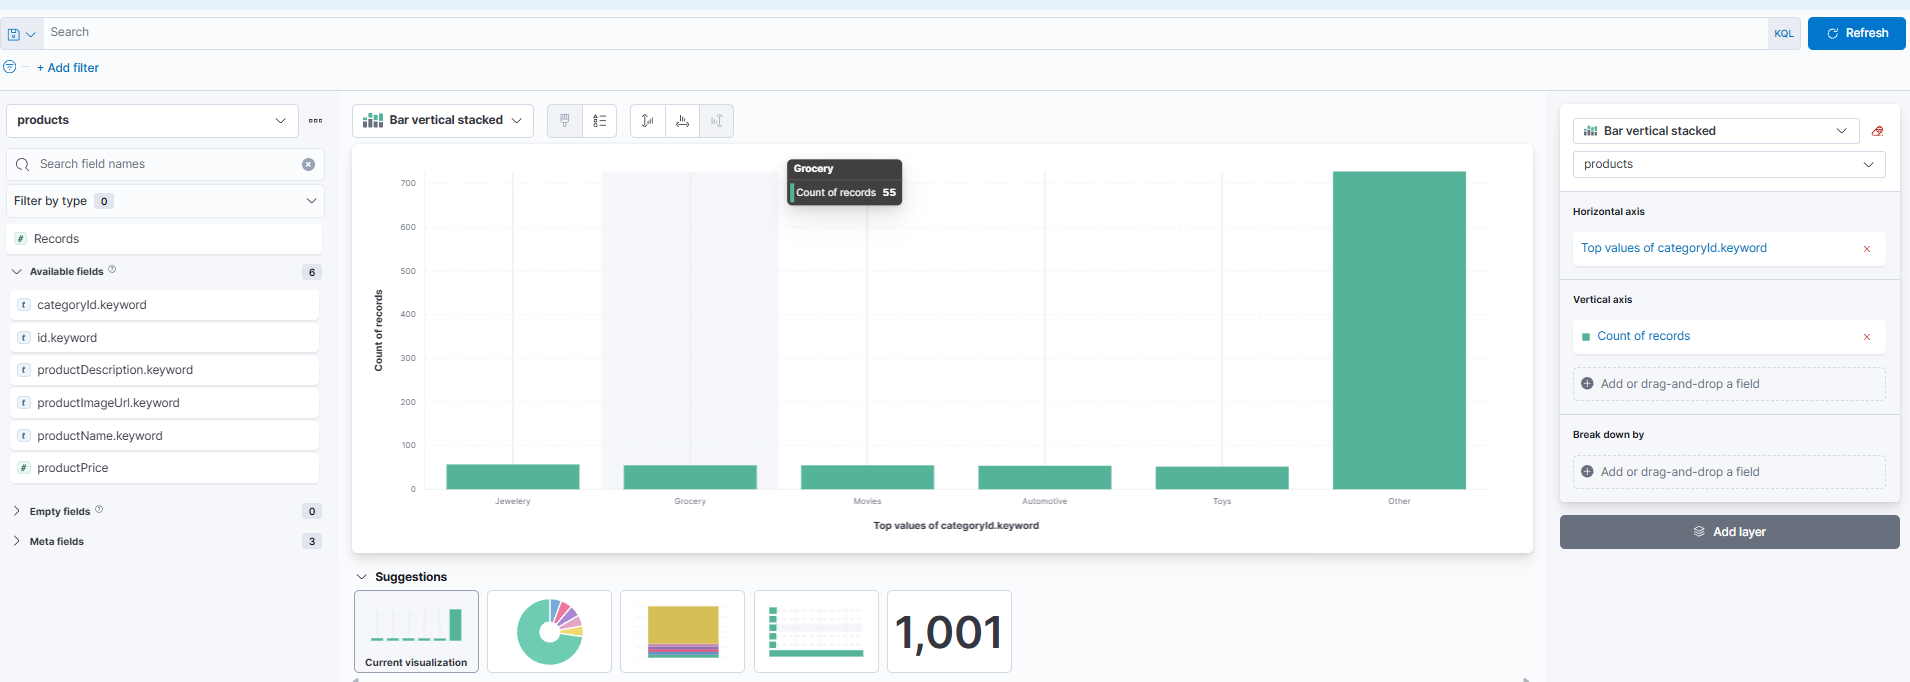 Search
KQL
Refresh
+ Add filter
products
Search field names
Filter by type 0
# Records
Available fields ? 6
t categoryId.keyword
t id.keyword
t productDescription.keyword
t productImageUrl.keyword
t productName.keyword
# productPrice
Empty fields ? 0
Meta fields 3
Bar vertical stacked
Grocery
Count of records 55
Count of records
700
600
500
400
300
200
100
0
Jewelery Grocery Movies Automotive Toys Other
Top values of categoryId.keyword
Suggestions
Current visualization
1,001
Bar vertical stacked
products
Horizontal axis
Top values of categoryId.keyword
Vertical axis
Count of records
Add or drag-and-drop a field
Break down by
Add or drag-and-drop a field
Add layer